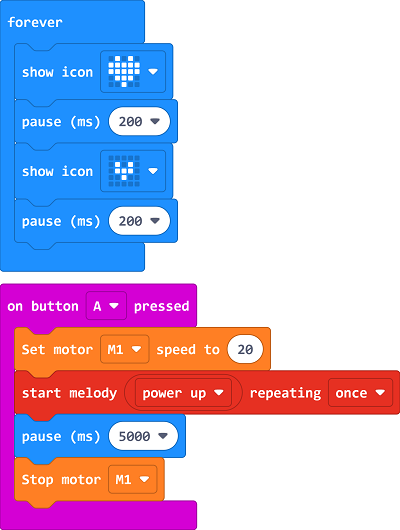 forever
show icon
pause (ms) 200
show icon
pause (ms) 200
on button A pressed
Set motor M1 speed to 20
start melody power up repeating once
pause (ms) 5000
Stop motor M1